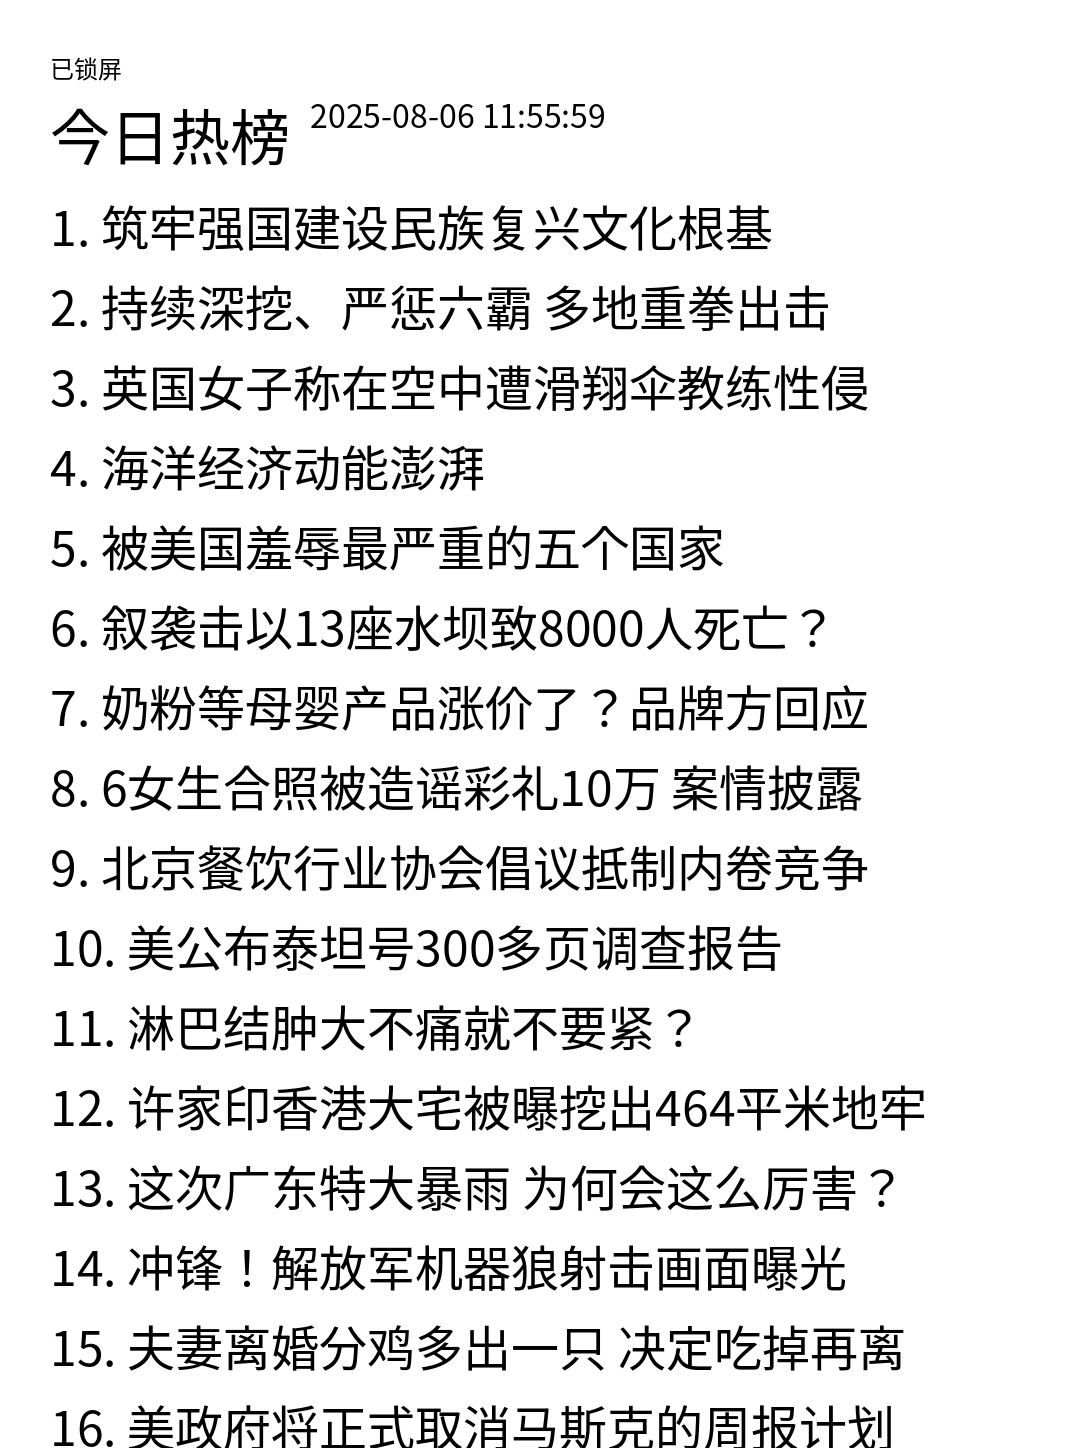 已锁屏
今日热榜 2025-08-06 11:55:59
1. 筑牢强国建设民族复兴文化根基
2. 持续深挖、严惩六霸 多地重拳出击
3. 英国女子称在空中遭滑翔伞教练性侵
4. 海洋经济动能澎湃
5. 被美国羞辱最严重的五个国家
6. 叙袭击以13座水坝致8000人死亡？
7. 奶粉等母婴产品涨价了？品牌方回应
8. 6女生合照被造谣彩礼10万 案情披露
9. 北京餐饮行业协会倡议抵制内卷竞争
10. 美公布泰坦号300多页调查报告
11. 淋巴结肿大不痛就不要紧？
12. 许家印香港大宅被曝挖出464平米地牢
13. 这次广东特大暴雨 为何会这么厉害？
14. 冲锋！解放军机器狼射击画面曝光
15. 夫妻离婚分鸡多出一只 决定吃掉再离
16. 美政府将正式取消马斯克的周报计划